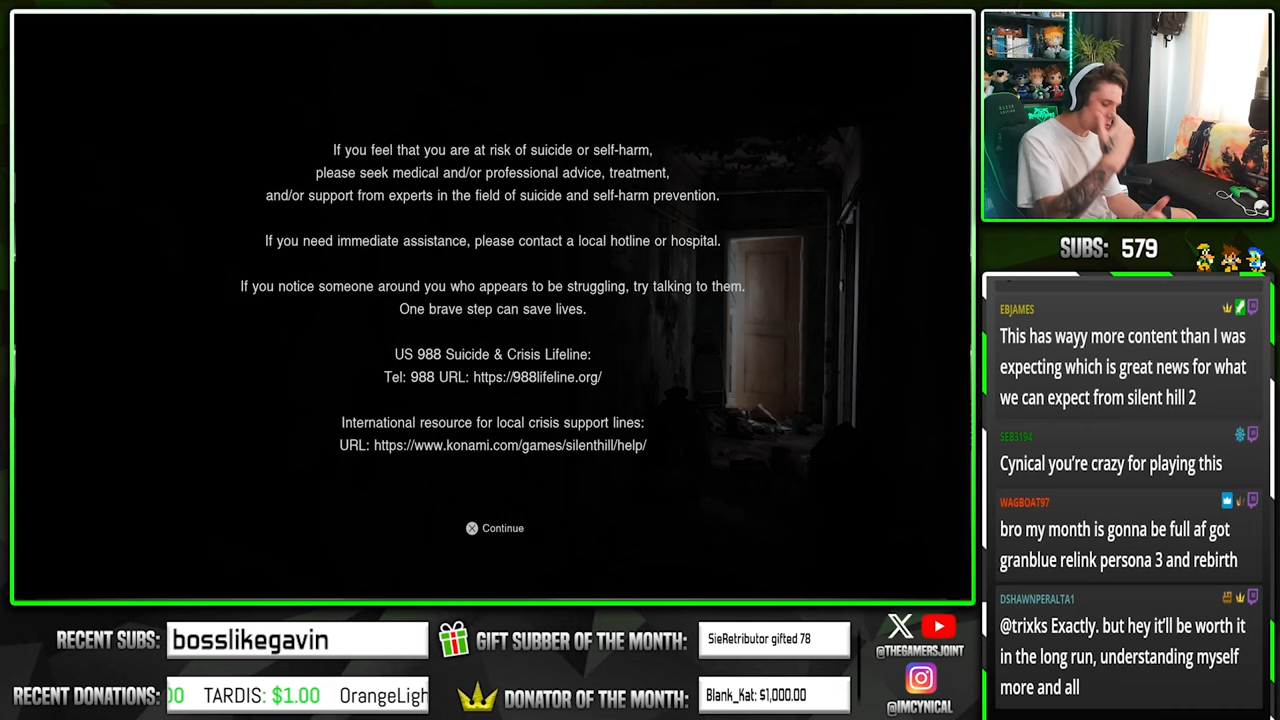 If you feel that you are at risk of suicide or self-harm,
please seek medical and/or professional advice, treatment,
and/or support from experts in the field of suicide and self-harm prevention.
If you need immediate assistance, please contact a local hotline or hospital.
If you notice someone around you who appears to be struggling, try talking to them.
One brave step can save lives.
US 988 Suicide & Crisis Lifeline:
Tel: 988 URL: https://988lifeline.org/
International resource for local crisis support lines:
URL: https://www.konami.com/games/silenthill/help/
Continue
SUBS: 579
EBJAMES
This has wayy more content than I was
expecting which is great news for what
we can expect from silent hill 2
SEB3194
Cynical you're crazy for playing this
WAGBOAT97
bro my month is gonna be full af got
granblue relink persona 3 and rebirth
DSHAWNPERALTA1
@trixks Exactly. but hey it'll be worth it
in the long run, understanding myself
more and all
RECENT SUBS: bosslikegavin
GIFT SUBBER OF THE MONTH: SieRetributor gifted 78
@THEGAMERSJOINT
RECENT DONATIONS: 00 TARDIS: $1.00 OrangeLigh
DONATOR OF THE MONTH: Blank_Kat: $1,000.00
@IMCYNICAL